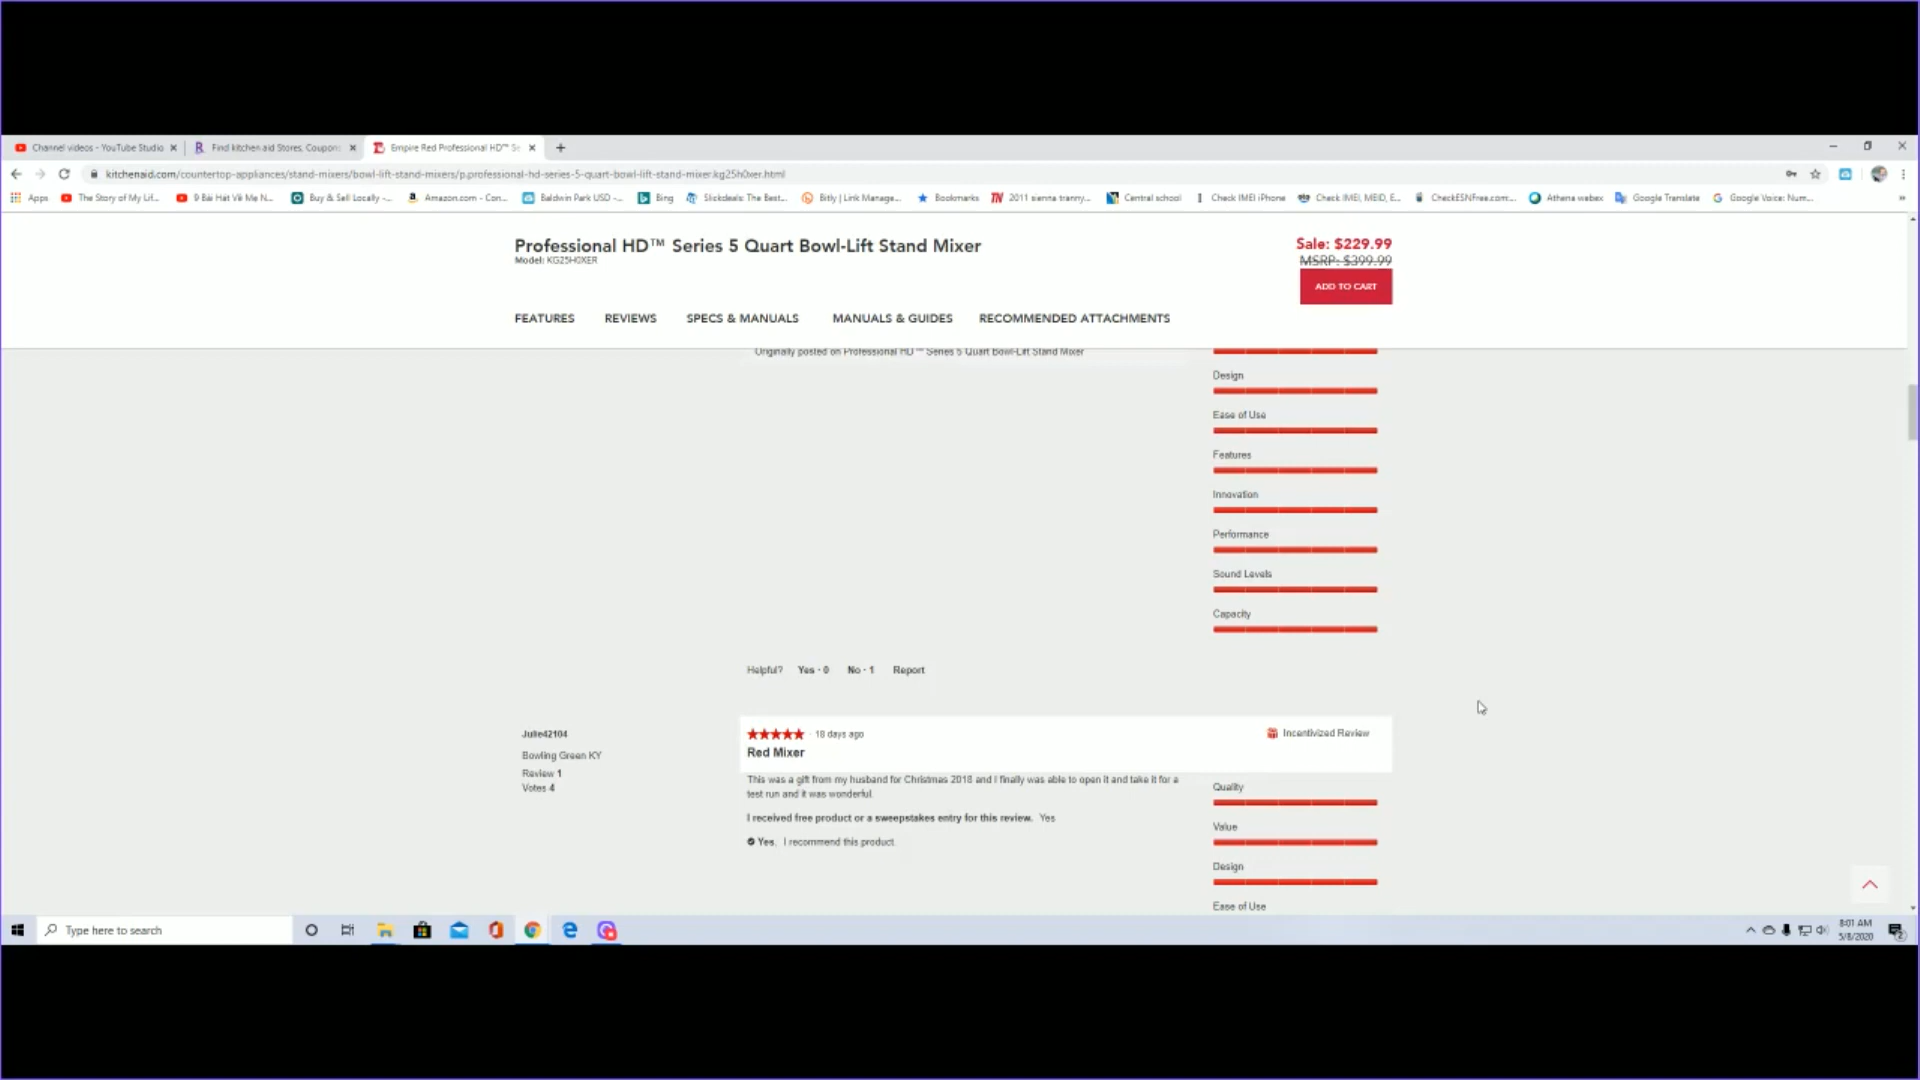 Channel videos - YouTube Studio
Find kitchen aid Stores, Coupons
Empire Red Professional HD™ Se
kitchenaid.com/countertop-appliances/stand-mixers/bowl-lift-stand-mixers/p.professional-hd-series-5-quart-bowl-lift-stand-mixer.kg25h0xer.html
Apps The Story of My Lif... 9 Bài Hát Về Mẹ N... Buy & Sell Locally -... Amazon.com - Con... Baldwin Park USD -... Bing Slickdeals: The Best... Bitly | Link Manage... Bookmarks 2011 sienna tranny... Central school Check IMEI iPhone Check IMEI, MEID, E... CheckESNFree.com:... Athena webex Google Translate Google Voice: Num...
Professional HD™ Series 5 Quart Bowl-Lift Stand Mixer
Model: KG25H0XER
Sale: $229.99
MSRP: $399.99
ADD TO CART
FEATURES REVIEWS SPECS & MANUALS MANUALS & GUIDES RECOMMENDED ATTACHMENTS
Originally posted on Professional HD™ Series 5 Quart Bowl-Lift Stand Mixer
Design
Ease of Use
Features
Innovation
Performance
Sound Levels
Capacity
Helpful? Yes · 0 No · 1 Report
Julie42104
Bowling Green KY
Review 1
Votes 4
· 18 days ago
Incentivized Review
Red Mixer
This was a gift from my husband for Christmas 2018 and I finally was able to open it and take it for a
test run and it was wonderful.
I received free product or a sweepstakes entry for this review. Yes
Yes, I recommend this product.
Quality
Value
Design
Ease of Use
Type here to search
8:01 AM
5/8/2020
2